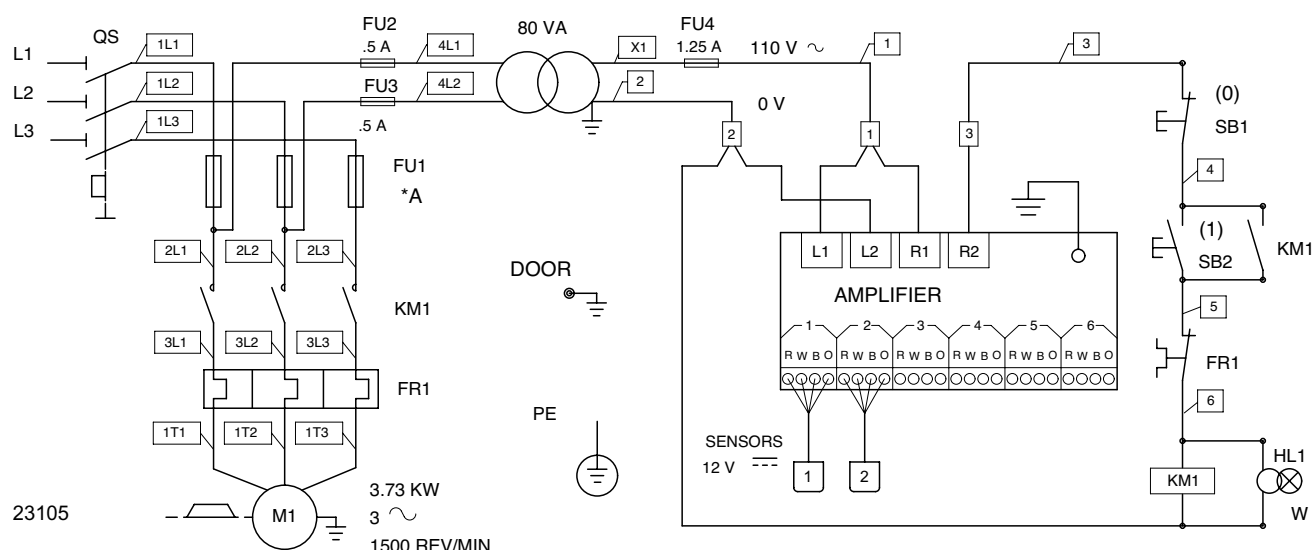 FU2
80 VA
FU4
QS
1L1
.5 A
4L1
X1
1.25 A
110 V
1
3
L1
1L2
FU3
4L2
2
(0)
L2
0 V
SB1
1L3
.5 A
L3
2
1
3
FU1
4
*A
(1)
L1
L2
R1
R2
KM1
2L1
2L2
2L3
SB2
DOOR
AMPLIFIER
KM1
5
1
2
3
4
5
6
3L1
3L2
3L3
R W B O
R W B O
R W B O
R W B O
R W B O
R W B O
FR1
FR1
6
PE
1T1
1T2
1T3
SENSORS
HL1
12 V
1
2
KM1
3.73 KW
23105
M1
3
W
1500 REV/MIN